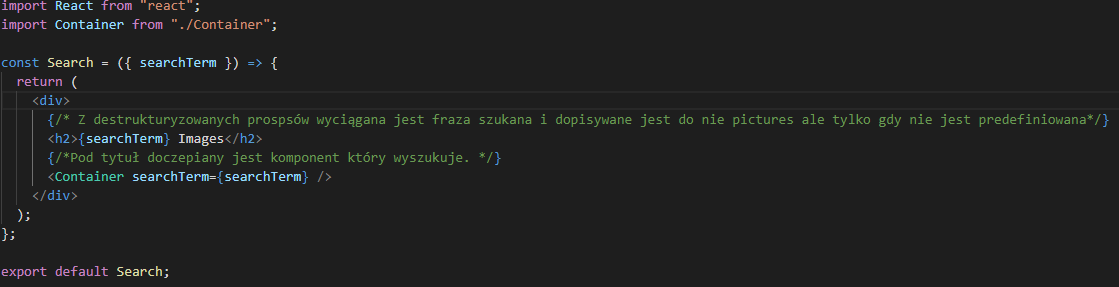 import React from "react";
import Container from "./Container";
const Search = ({ searchTerm }) => {
return (
<div>
{/* Z destrukturyzowanych prospsów wyciągana jest fraza szukana i dopisywane jest do nie pictures ale tylko gdy nie jest predefiniowana*/}
<h2>{searchTerm} Images</h2>
{/*Pod tytuł doczepiany jest komponent który wyszukuje. */}
<Container searchTerm={searchTerm} />
</div>
);
};
export default Search;